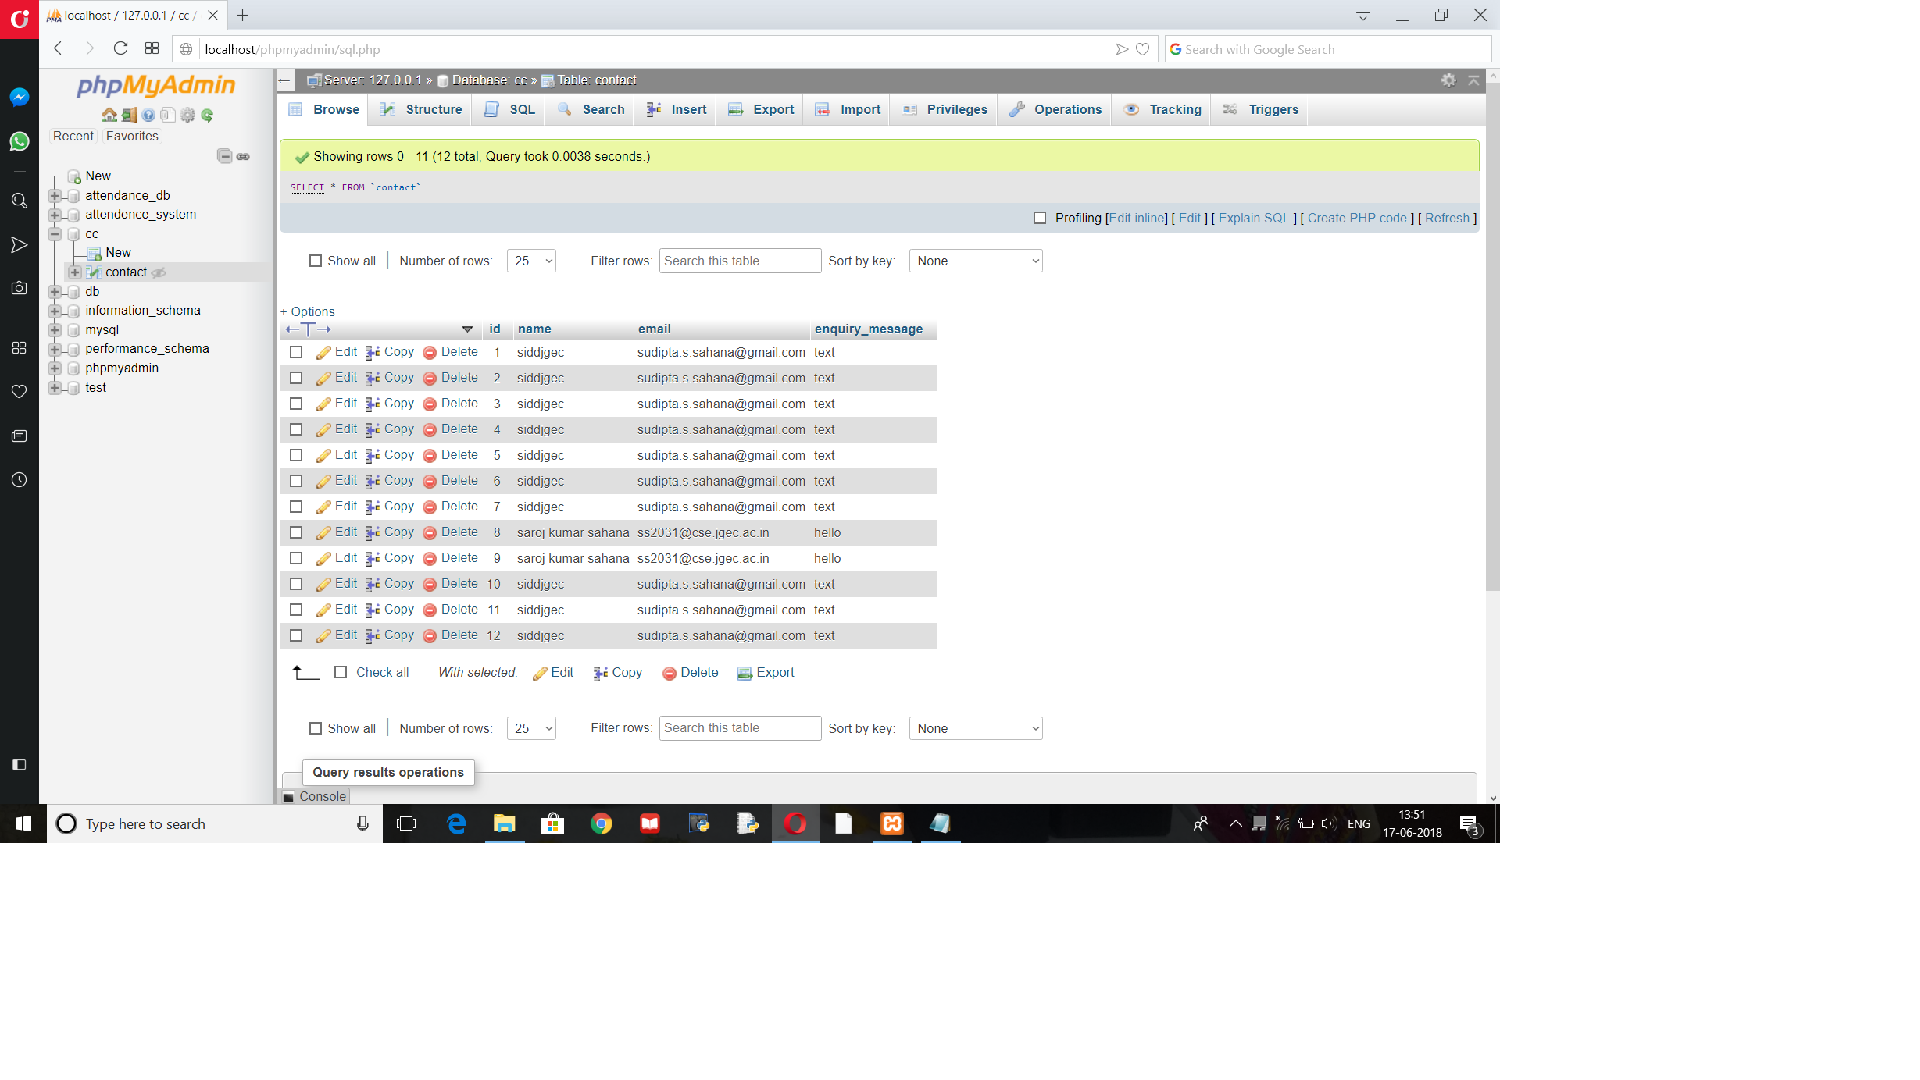 localhost / 127.0.0.1 / cc /
localhost/phpmyadmin/sql.php
Search with Google Search
phpMyAdmin
Recent Favorites
New
attendance_db
attendence_system
cc
New
contact
db
information_schema
mysql
performance_schema
phpmyadmin
test
Server: 127.0.0.1 » Database: cc » Table: contact
Browse Structure SQL Search Insert Export Import Privileges Operations Tracking Triggers
Showing rows 0 - 11 (12 total, Query took 0.0038 seconds.)
SELECT * FROM `contact`
Profiling [Edit inline] [ Edit ] [ Explain SQL ] [ Create PHP code ] [ Refresh ]
Show all Number of rows: 25 Filter rows: Search this table Sort by key: None
+ Options
id name email enquiry_message
Edit Copy Delete 1 siddjgec sudipta.s.sahana@gmail.com text
Edit Copy Delete 2 siddjgec sudipta.s.sahana@gmail.com text
Edit Copy Delete 3 siddjgec sudipta.s.sahana@gmail.com text
Edit Copy Delete 4 siddjgec sudipta.s.sahana@gmail.com text
Edit Copy Delete 5 siddjgec sudipta.s.sahana@gmail.com text
Edit Copy Delete 6 siddjgec sudipta.s.sahana@gmail.com text
Edit Copy Delete 7 siddjgec sudipta.s.sahana@gmail.com text
Edit Copy Delete 8 saroj kumar sahana ss2031@cse.jgec.ac.in hello
Edit Copy Delete 9 saroj kumar sahana ss2031@cse.jgec.ac.in hello
Edit Copy Delete 10 siddjgec sudipta.s.sahana@gmail.com text
Edit Copy Delete 11 siddjgec sudipta.s.sahana@gmail.com text
Edit Copy Delete 12 siddjgec sudipta.s.sahana@gmail.com text
Check all With selected: Edit Copy Delete Export
Show all Number of rows: 25 Filter rows: Search this table Sort by key: None
Query results operations
Console
Type here to search
ENG
13:51
17-06-2018
3